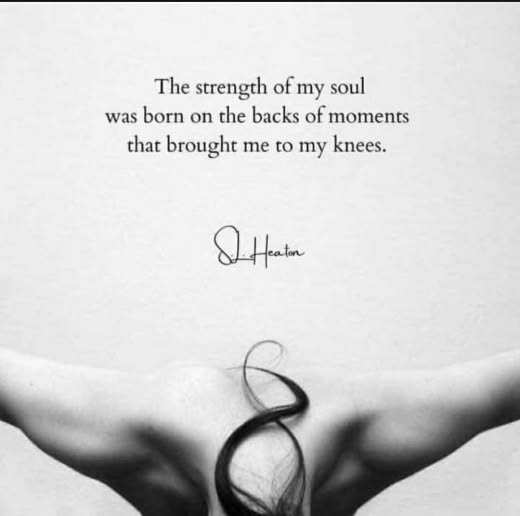 The strength of my soul
was born on the backs of moments
that brought me to my knees.
S.L. Heaton